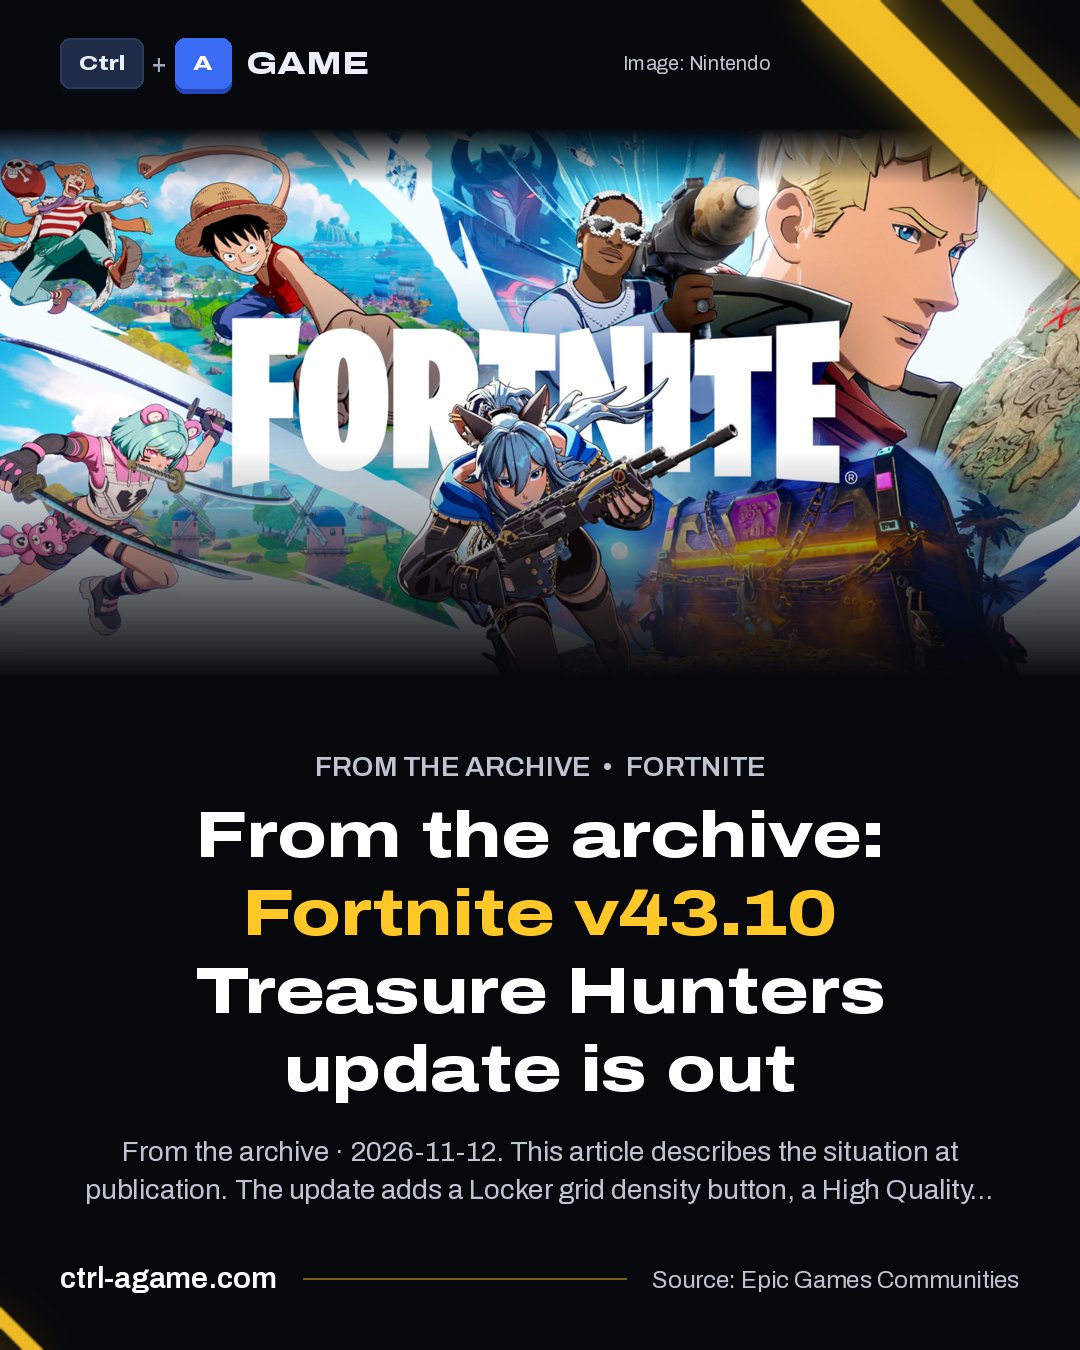 Ctrl + A GAME
Image: Nintendo
FORTNITE
®
FROM THE ARCHIVE • FORTNITE
From the archive:
Fortnite v43.10
Treasure Hunters
update is out
From the archive · 2026-11-12. This article describes the situation at
publication. The update adds a Locker grid density button, a High Quality...
ctrl-agame.com
Source: Epic Games Communities